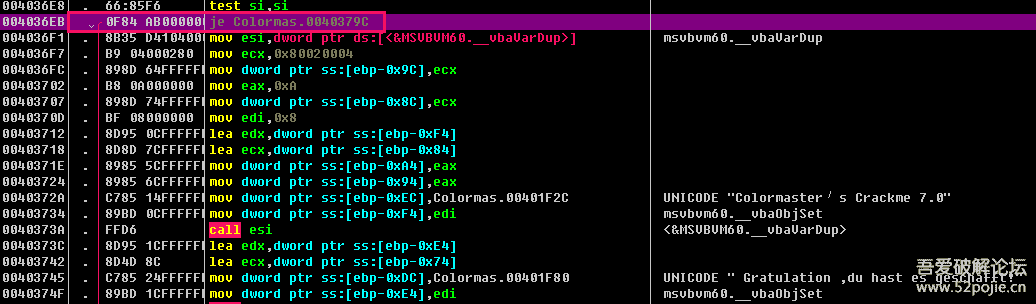 004036E8 . 66:85F6 test si,si
004036EB . 0F84 AB000000 je Colormas.0040379C
004036F1 . 8B35 D4104000 mov esi,dword ptr ds:[<&MSVBVM60.__vbaVarDup>] msvbvm60.__vbaVarDup
004036F7 . B9 04000280 mov ecx,0x80020004
004036FC . 898D 64FFFFFF mov dword ptr ss:[ebp-0x9C],ecx
00403702 . B8 0A000000 mov eax,0xA
00403707 . 898D 74FFFFFF mov dword ptr ss:[ebp-0x8C],ecx
0040370D . BF 08000000 mov edi,0x8
00403712 . 8D95 0CFFFFFF lea edx,dword ptr ss:[ebp-0xF4]
00403718 . 8D8D 7CFFFFFF lea ecx,dword ptr ss:[ebp-0x84]
0040371E . 8985 5CFFFFFF mov dword ptr ss:[ebp-0xA4],eax
00403724 . 8985 6CFFFFFF mov dword ptr ss:[ebp-0x94],eax
0040372A . C785 14FFFFFF mov dword ptr ss:[ebp-0xEC],Colormas.00401F2C UNICODE "Colormaster's Crackme 7.0"
00403734 . 89BD 0CFFFFFF mov dword ptr ss:[ebp-0xF4],edi msvbvm60.__vbaObjSet
0040373A . FFD6 call esi <&MSVBVM60.__vbaVarDup>
0040373C . 8D95 1CFFFFFF lea edx,dword ptr ss:[ebp-0xE4]
00403742 . 8D4D 8C lea ecx,dword ptr ss:[ebp-0x74]
00403745 . C785 24FFFFFF mov dword ptr ss:[ebp-0xDC],Colormas.00401F80 UNICODE " Gratulation ,du hast es geschafft!
0040374F . 89BD 1CFFFFFF mov dword ptr ss:[ebp-0xE4],edi msvbvm60.__vbaObjSet
吾爱破解论坛
www.52pojie.cn